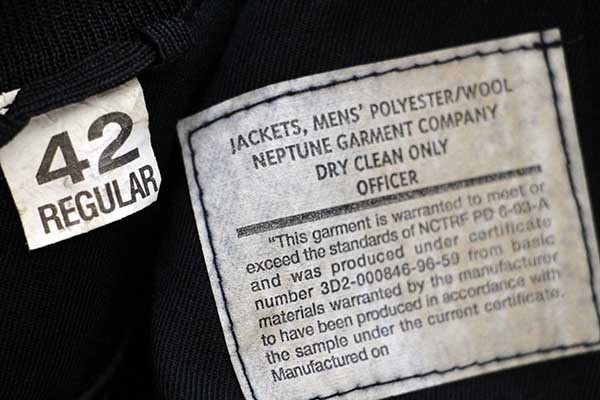 42
REGULAR
JACKETS, MENS' POLYESTER/WOOL
NEPTUNE GARMENT COMPANY
DRY CLEAN ONLY
OFFICER
"This garment is warranted to meet or
exceed the standards of NCTRF PD 6-03-A
and was produced under certificate
number 3D2-000846-96-59 from basic
materials warranted by the manufacturer
to have been produced in accordance with
the sample under the current certificate.
Manufactured on